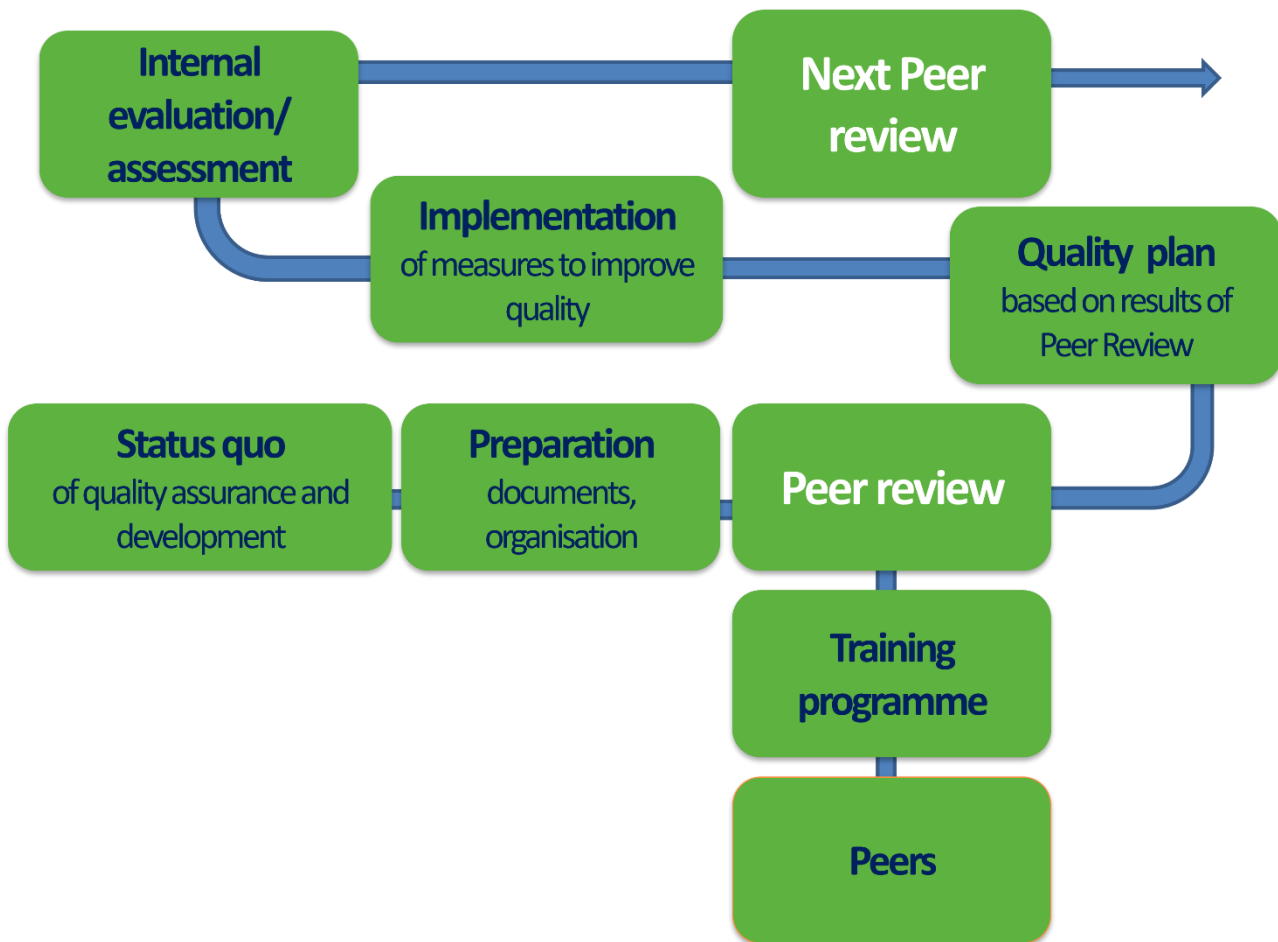 Internal
evaluation/
assessment
Next Peer
review
Implementation
of measures to improve
quality
Quality plan
based on results of
Peer Review
Status quo
of quality assurance and
development
Preparation
documents,
organisation
Peer review
Training
programme
Peers